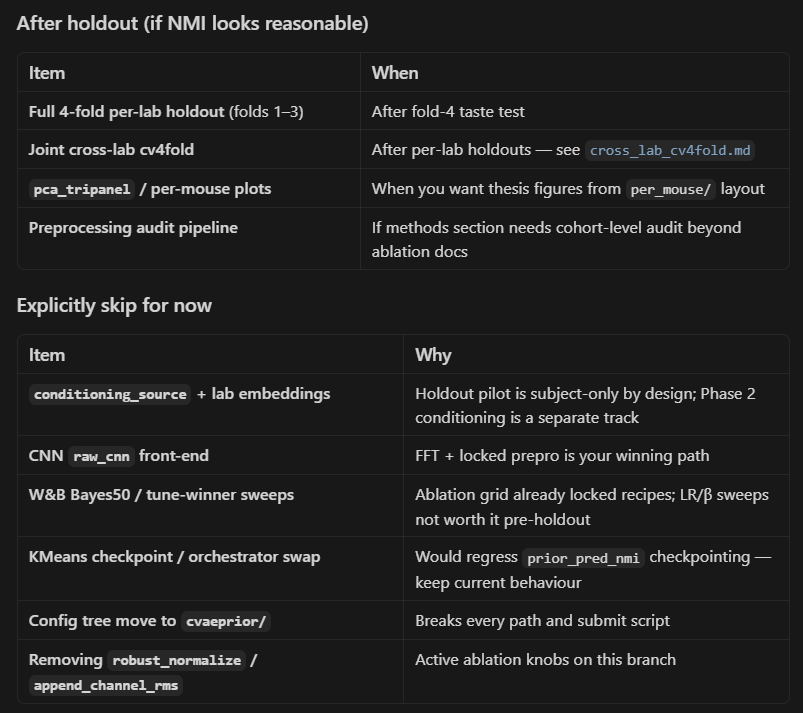 After holdout (if NMI looks reasonable)
Item When
Full 4-fold per-lab holdout (folds 1–3) After fold-4 taste test
Joint cross-lab cv4fold After per-lab holdouts — see cross_lab_cv4fold.md
pca_tripanel / per-mouse plots When you want thesis figures from per_mouse/ layout
Preprocessing audit pipeline If methods section needs cohort-level audit beyond
ablation docs
Explicitly skip for now
Item Why
conditioning_source + lab embeddings Holdout pilot is subject-only by design; Phase 2
conditioning is a separate track
CNN raw_cnn front-end FFT + locked prepro is your winning path
W&B Bayes50 / tune-winner sweeps Ablation grid already locked recipes; LR/β sweeps
not worth it pre-holdout
KMeans checkpoint / orchestrator swap Would regress prior_pred_nmi checkpointing —
keep current behaviour
Config tree move to cvaeprior/ Breaks every path and submit script
Removing robust_normalize / Active ablation knobs on this branch
append_channel_rms